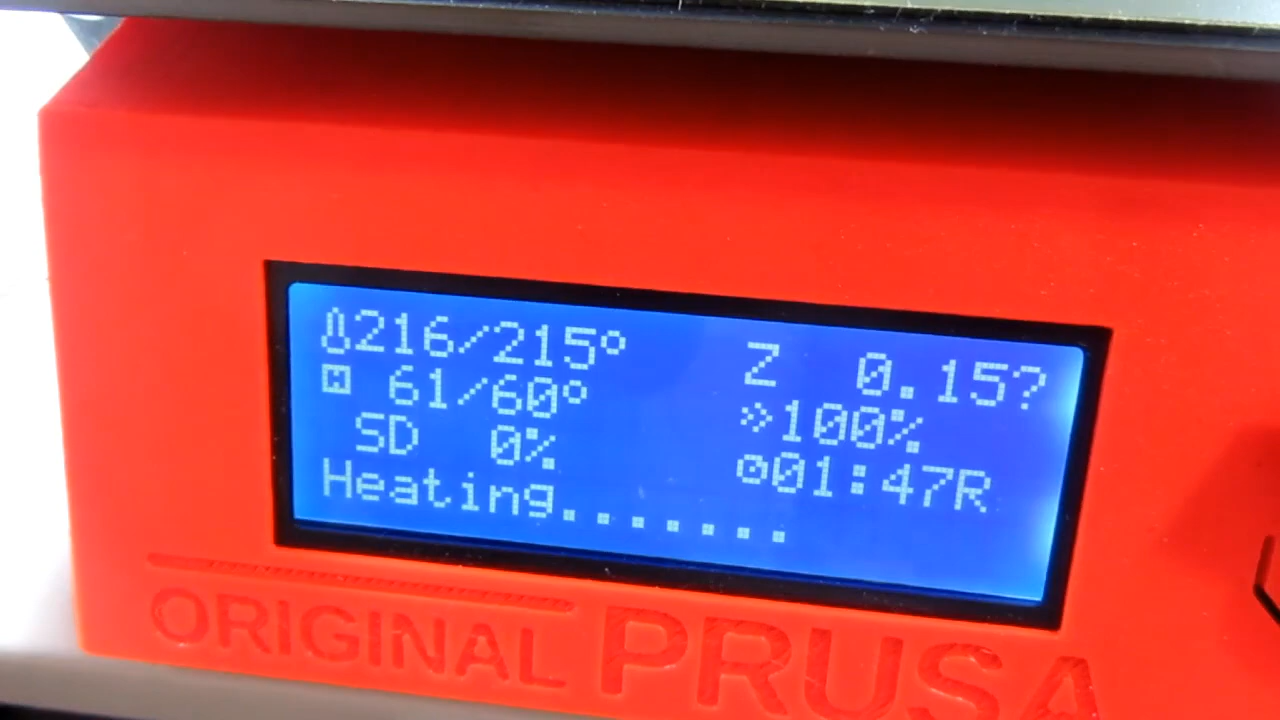 216/215° Z 0.15?
61/60° »100%
SD 0% 01:47R
Heating.......
ORIGINAL PRUSA